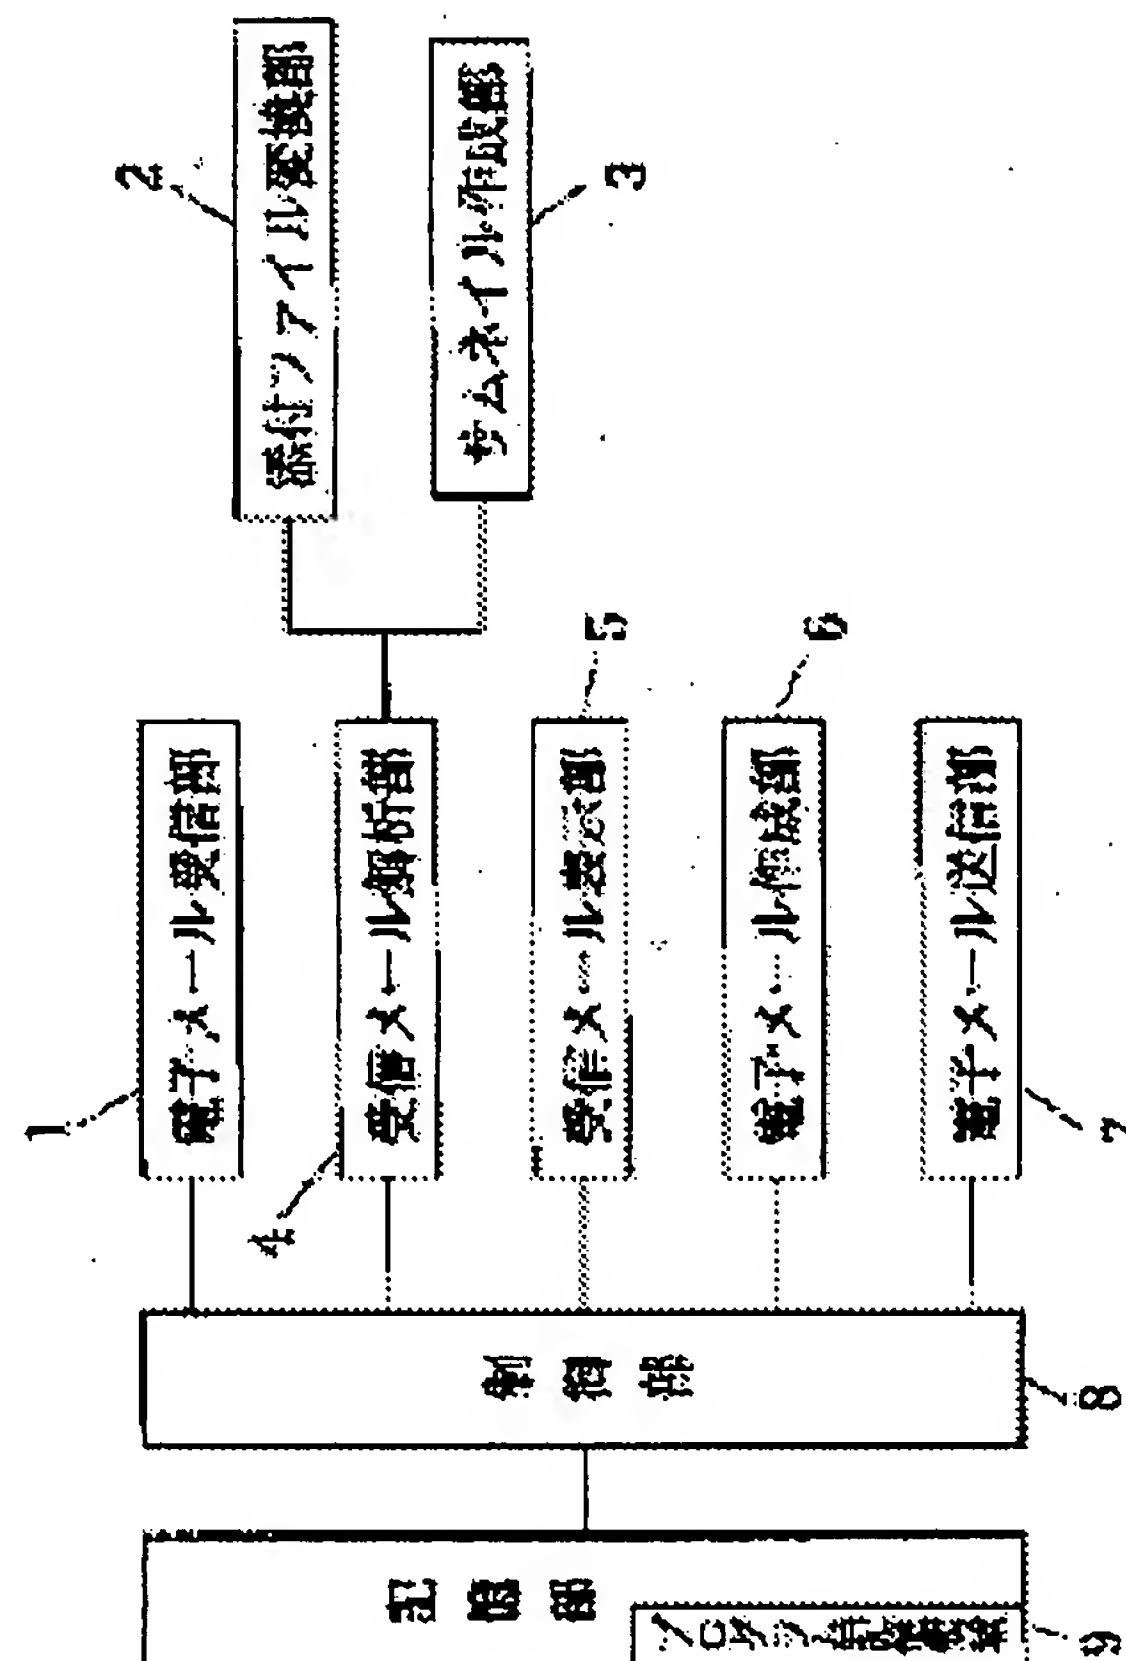 1
電子メール受信部
2
添付ファイル変換部
3
サムネイル作成部
4
受信メール解析部
5
受信メール表示部
6
電子メール作成部
7
電子メール送信部
8
制御部
記憶部
9